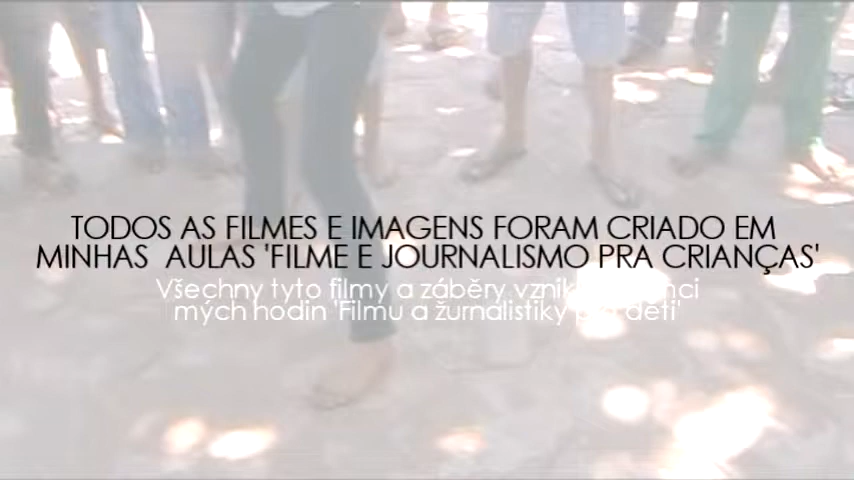 TODOS AS FILMES E IMAGENS FORAM CRIADO EM
MINHAS AULAS 'FILME E JOURNALISMO PRA CRIANÇAS'
Všechny tyto filmy a záběry
mých hodin 'Filmu a žurnalistiky děti'